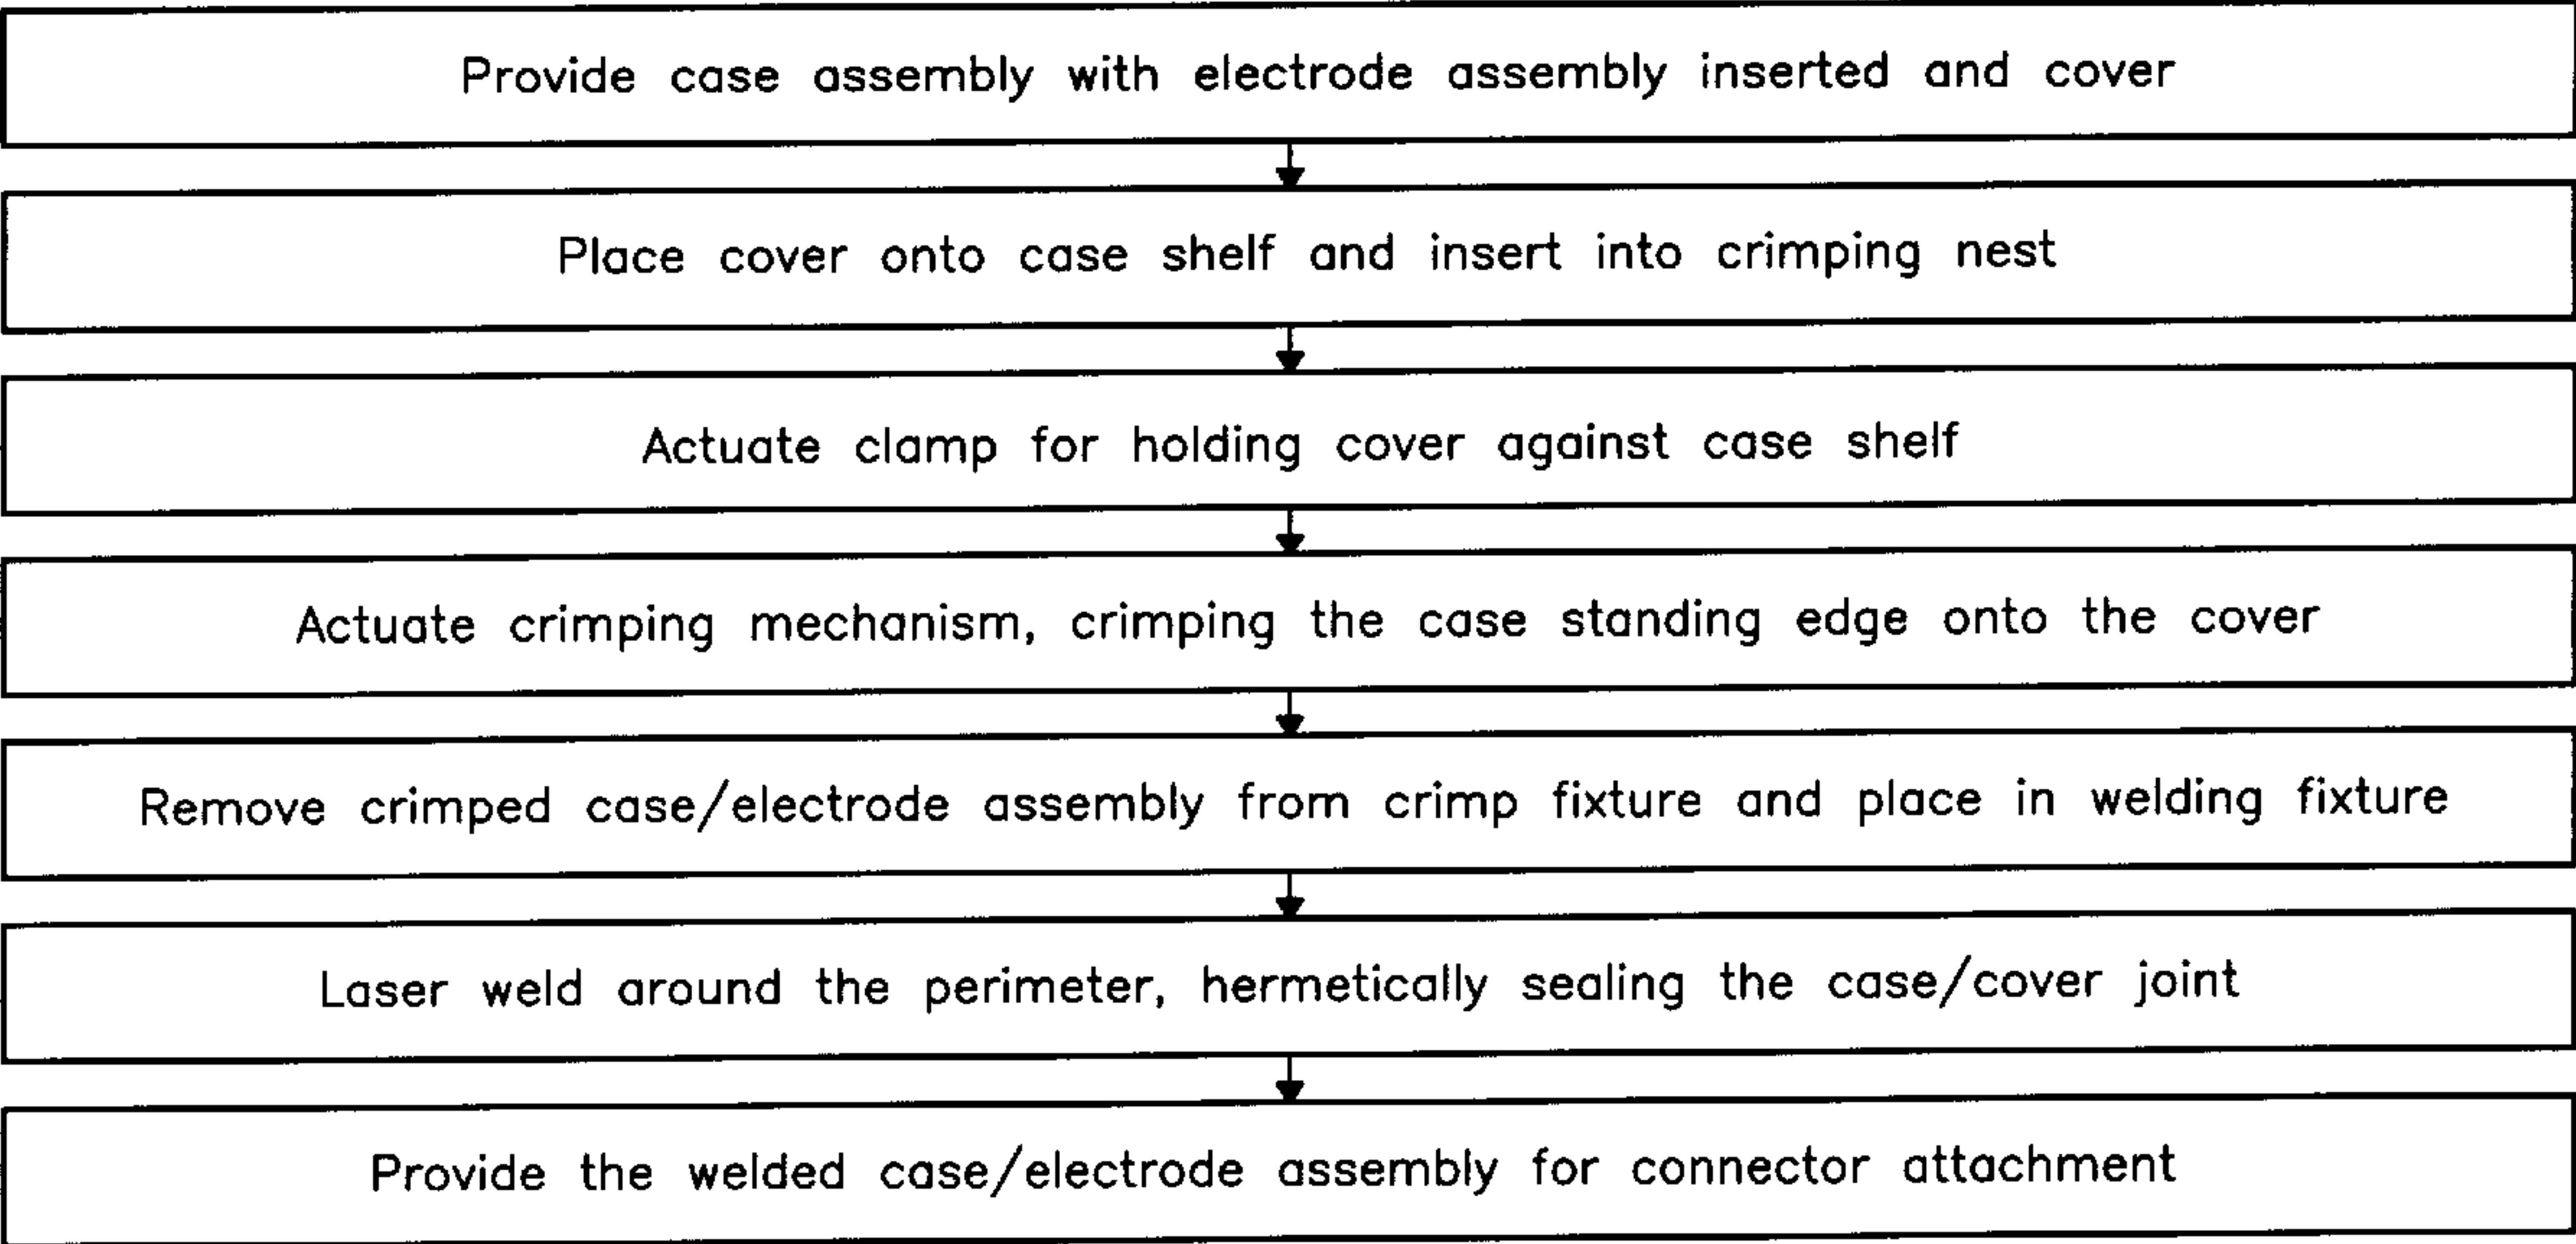 Provide case assembly with electrode assembly inserted and cover
Place cover onto case shelf and insert into crimping nest
Actuate clamp for holding cover against case shelf
Actuate crimping mechanism, crimping the case standing edge onto the cover
Remove crimped case/electrode assembly from crimp fixture and place in welding fixture
Laser weld around the perimeter, hermetically sealing the case/cover joint
Provide the welded case/electrode assembly for connector attachment